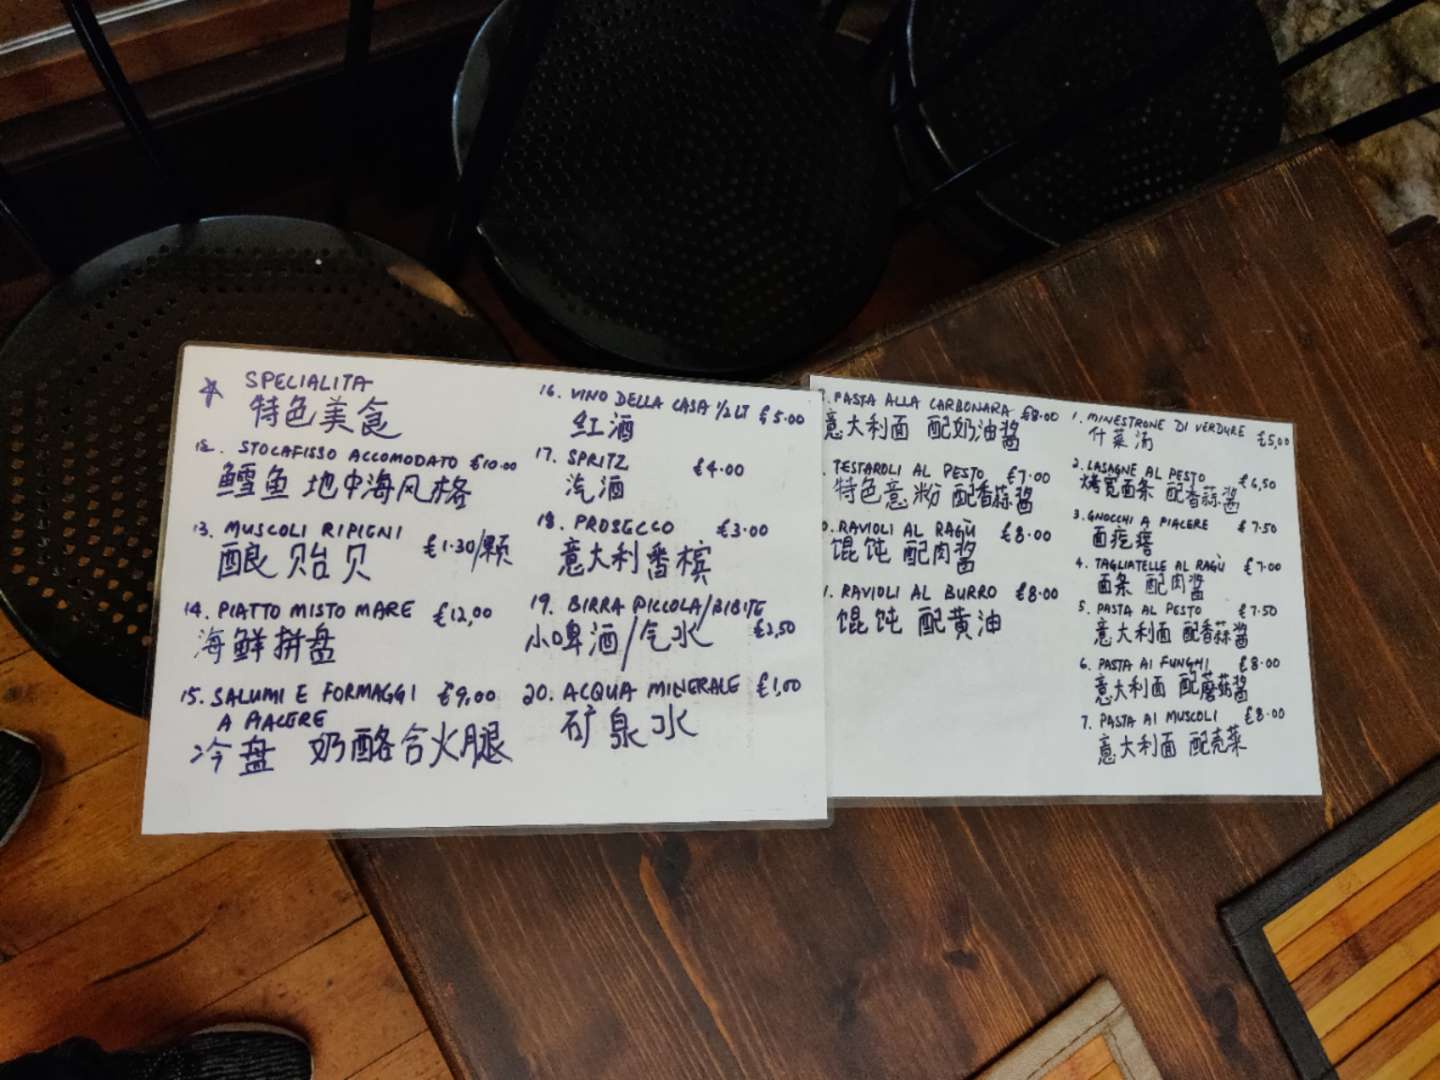 SPECIALITA
特色美食
12. STOCAFISSO ACCOMODATO €10.00
鳕鱼 地中海风格
13. MUSCOLI RIPIENI €1.30/颗
酿 贻贝
14. PIATTO MISTO MARE €12,00
海鲜拼盘
15. SALUMI E FORMAGGI €9,00
A PIACERE
冷盘 奶酪合火腿
16. VINO DELLA CASA 1/2 LT €5.00
红酒
17. SPRITZ €4.00
汽酒
18. PROSECCO €3.00
意大利香槟
19. BIRRA PICCOLA/BIBITE
小啤酒/气水 €2,50
20. ACQUA MINERALE €1,00
矿泉水
PASTA ALLA CARBONARA €8.00
意大利面 配奶油酱
TESTAROLI AL PESTO €7.00
特色意粉 配香蒜酱
RAVIOLI AL RAGÙ €8.00
馄饨 配肉酱
RAVIOLI AL BURRO €8.00
馄饨 配黄油
1. MINESTRONE DI VERDURE €5,00
什菜汤
2. LASAGNE AL PESTO €6,50
烤宽面条 配香蒜酱
3. GNOCCHI A PIACERE €7.50
面疙瘩
4. TAGLIATELLE AL RAGÙ €7.00
面条 配肉酱
5. PASTA AL PESTO €7.50
意大利面 配香蒜酱
6. PASTA AI FUNGHI €8.00
意大利面 配蘑菇酱
7. PASTA AI MUSCOLI €8.00
意大利面 配壳菜